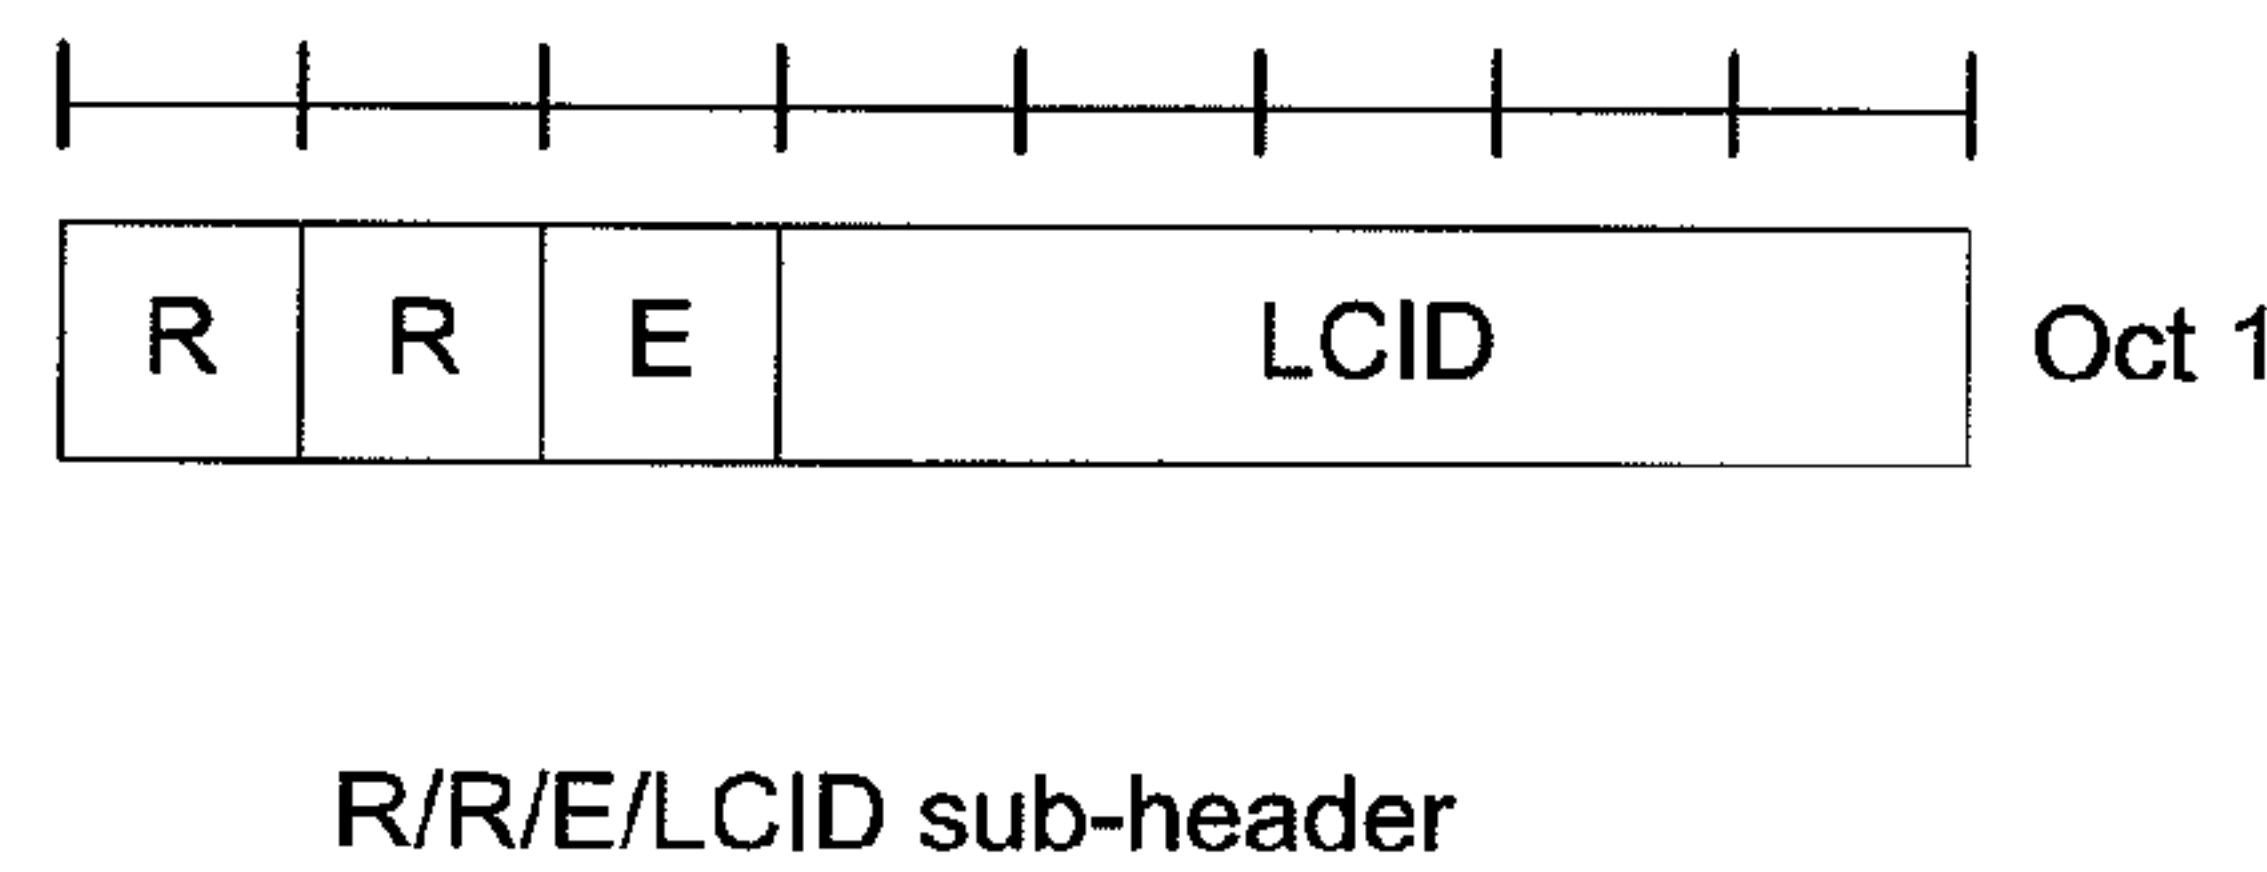 R R E LCID Oct 1
R/R/E/LCID sub-header